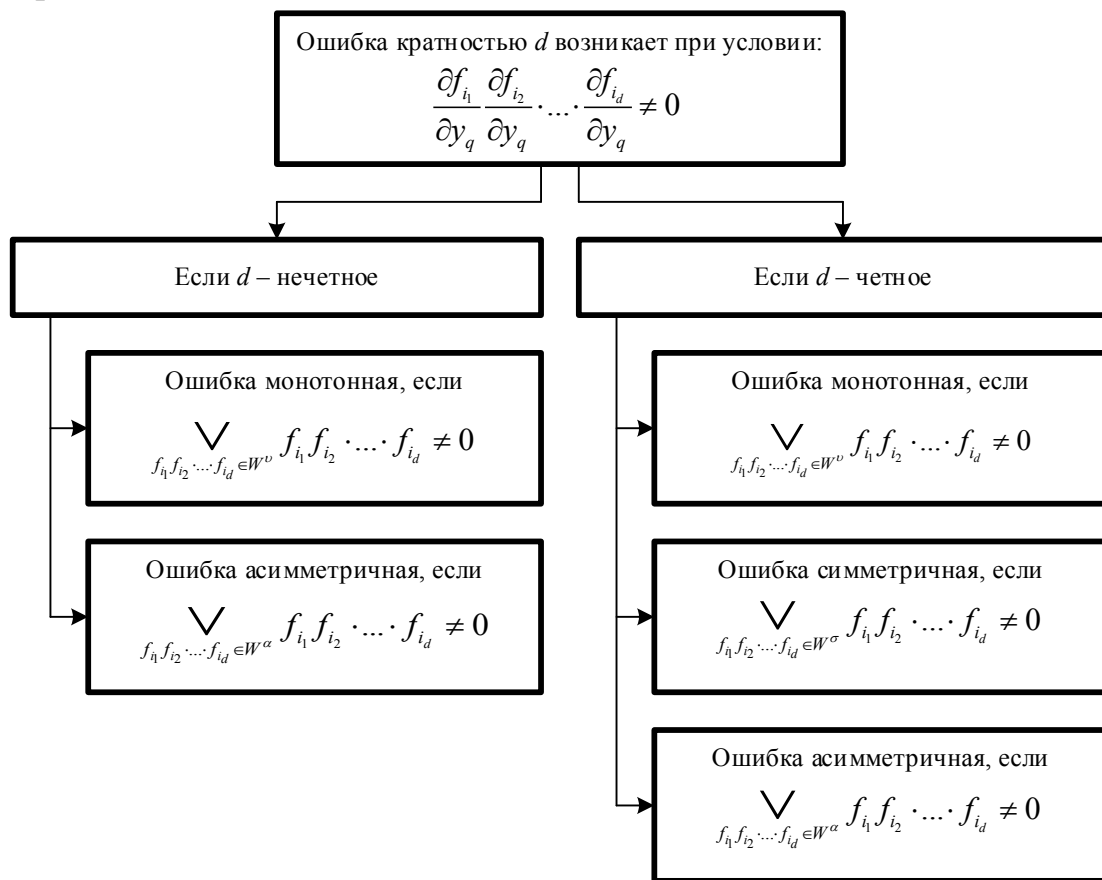 Ошибка кратностью d возникает при условии:
∂f_{i_1}/∂y_q ∂f_{i_2}/∂y_q ·...· ∂f_{i_d}/∂y_q ≠ 0
Если d – нечетное
Ошибка монотонная, если
⋁_{f_{i_1} f_{i_2} ·...· f_{i_d} ∈ W^υ} f_{i_1} f_{i_2} ·...· f_{i_d} ≠ 0
Ошибка асимметричная, если
⋁_{f_{i_1} f_{i_2} ·...· f_{i_d} ∈ W^α} f_{i_1} f_{i_2} ·...· f_{i_d} ≠ 0
Если d – четное
Ошибка монотонная, если
⋁_{f_{i_1} f_{i_2} ·...· f_{i_d} ∈ W^υ} f_{i_1} f_{i_2} ·...· f_{i_d} ≠ 0
Ошибка симметричная, если
⋁_{f_{i_1} f_{i_2} ·...· f_{i_d} ∈ W^σ} f_{i_1} f_{i_2} ·...· f_{i_d} ≠ 0
Ошибка асимметричная, если
⋁_{f_{i_1} f_{i_2} ·...· f_{i_d} ∈ W^α} f_{i_1} f_{i_2} ·...· f_{i_d} ≠ 0